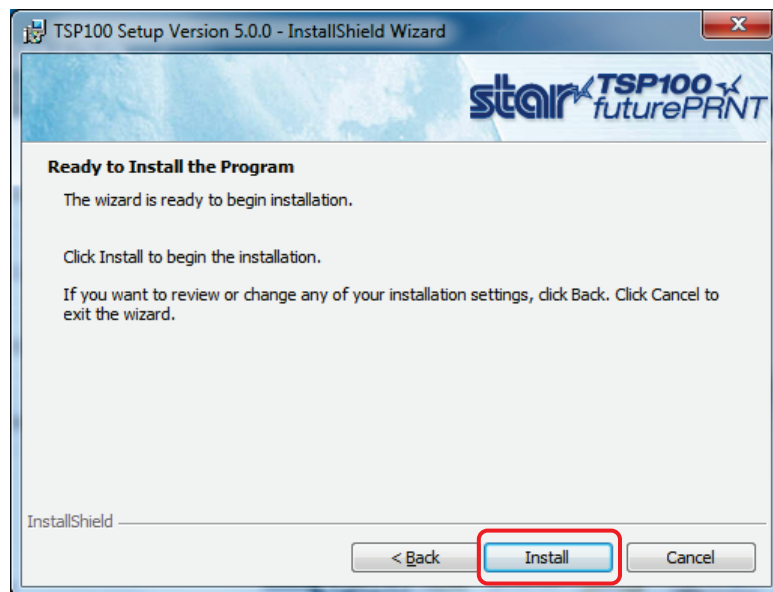 TSP100 Setup Version 5.0.0 - InstallShield Wizard
star TSP100
futurePRNT
Ready to Install the Program
The wizard is ready to begin installation.
Click Install to begin the installation.
If you want to review or change any of your installation settings, click Back. Click Cancel to
exit the wizard.
InstallShield
< Back Install Cancel